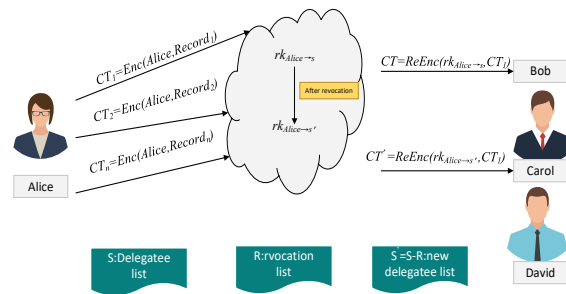 CT1=Enc(Alice,Record1)
CT2=Enc(Alice,Record2)
CTn=Enc(Alice,Recordn)
Alice
rkAlice→s
After revocation
rkAlice→s'
CT=ReEnc(rkAlice→s,CT1)
Bob
CT'=ReEnc(rkAlice→s',CT1)
Carol
David
S:Delegatee
list
R:rvocation
list
S'=S-R:new
delegatee list